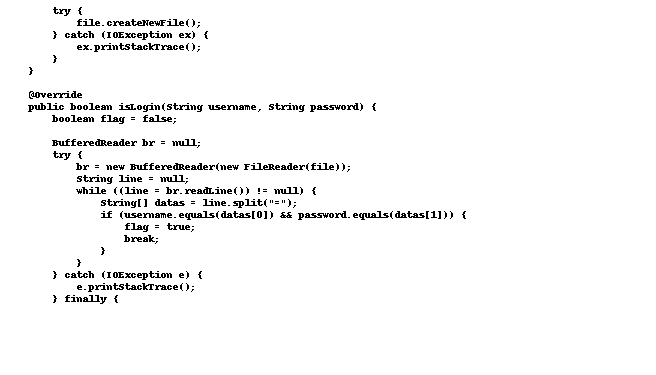 try {
file.createNewFile();
} catch (IOException ex) {
ex.printStackTrace();
}
}
@Override
public boolean isLogin(String username, String password) {
boolean flag = false;
BufferedReader br = null;
try {
br = new BufferedReader(new FileReader(file));
String line = null;
while ((line = br.readLine()) != null) {
String[] datas = line.split("=");
if (username.equals(datas[0]) && password.equals(datas[1])) {
flag = true;
break;
}
}
} catch (IOException e) {
e.printStackTrace();
} finally {